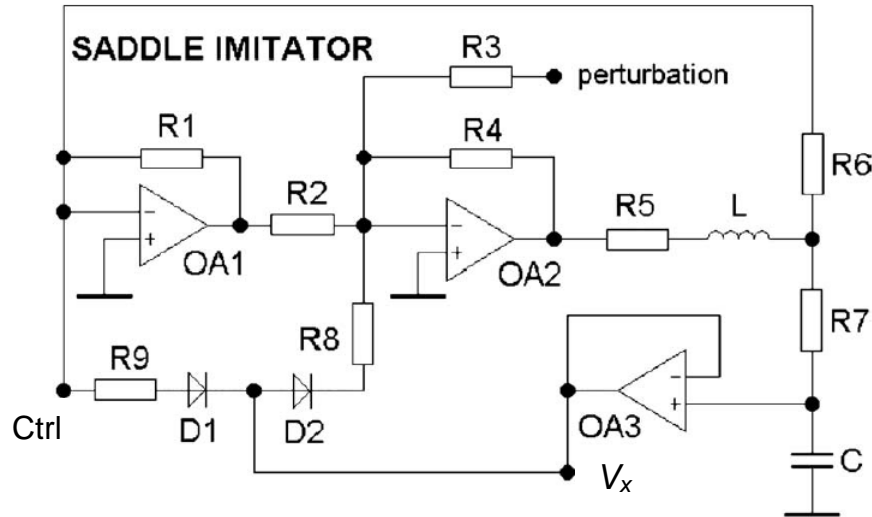 SADDLE IMITATOR
R3
perturbation
R1
R4
R2
R6
R5
L
−
+
OA1
−
+
OA2
R8
R7
R9
−
+
OA3
Ctrl
D1
D2
C
Vx